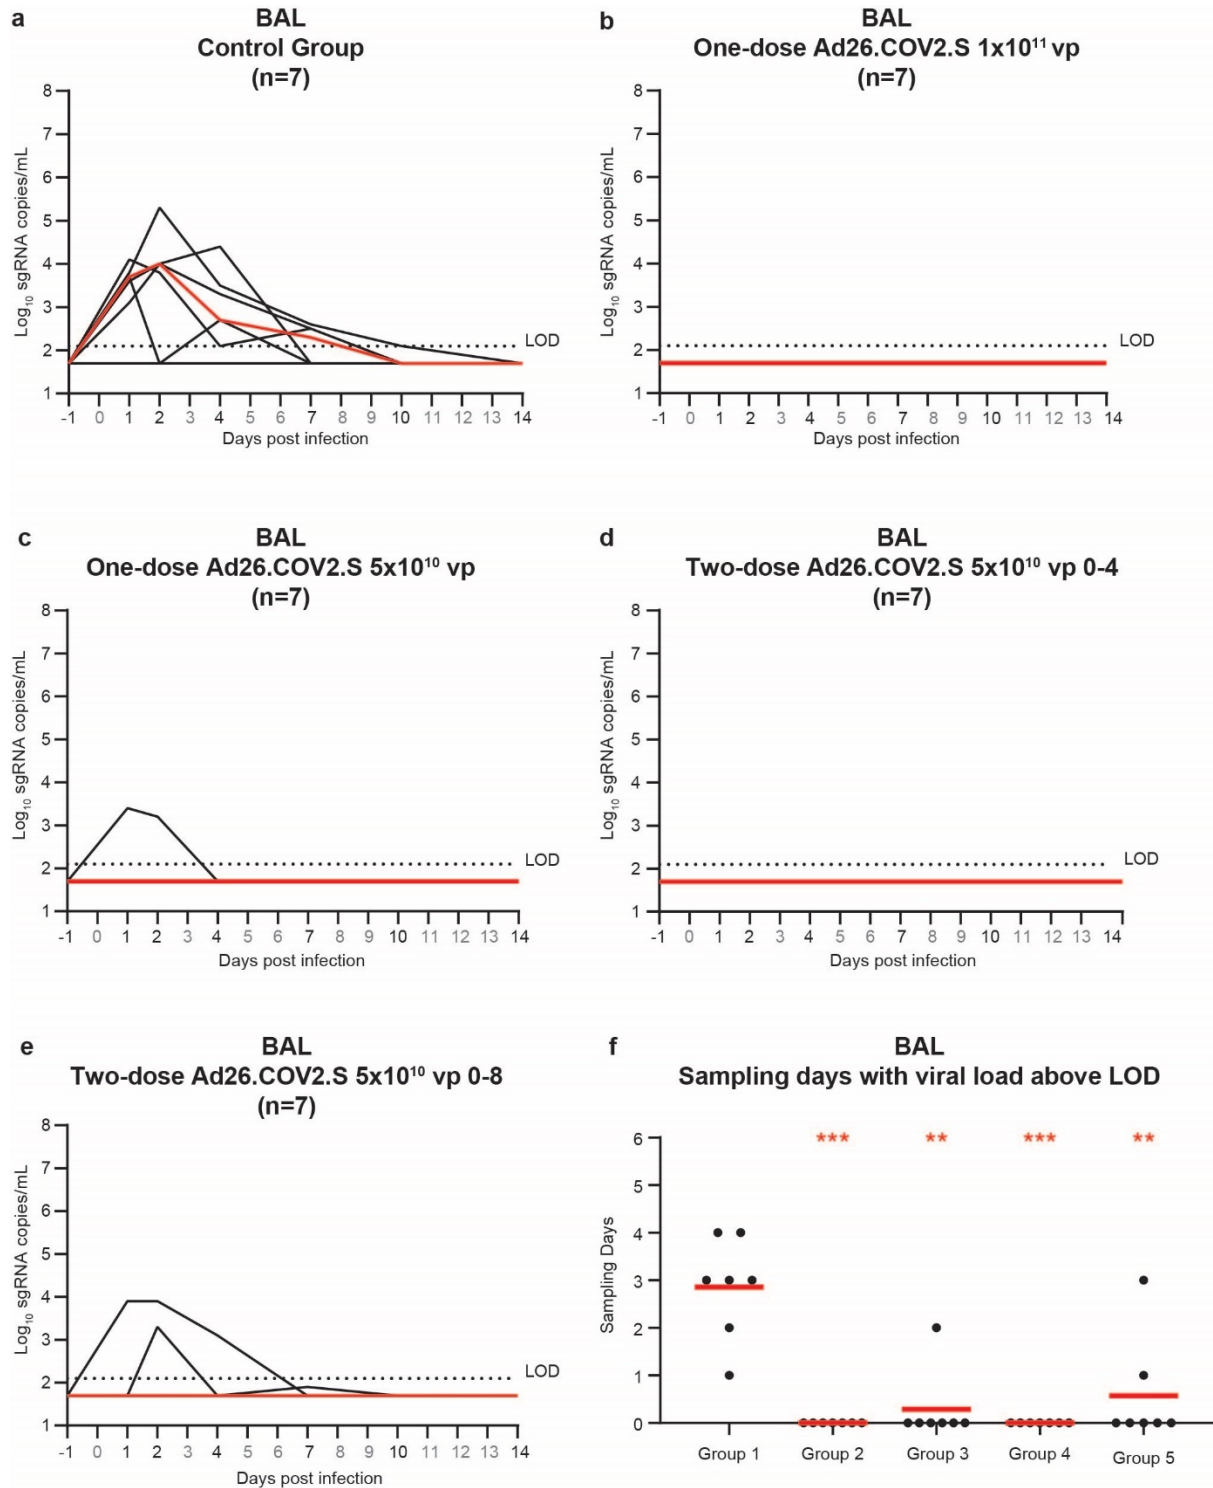 a
BAL
Control Group
(n=7)
Log₁₀ sgRNA copies/mL
8
7
6
5
4
3
2
1
LOD
-1 0 1 2 3 4 5 6 7 8 9 10 11 12 13 14
Days post infection
b
BAL
One-dose Ad26.COV2.S 1x10¹¹ vp
(n=7)
Log₁₀ sgRNA copies/mL
8
7
6
5
4
3
2
1
LOD
-1 0 1 2 3 4 5 6 7 8 9 10 11 12 13 14
Days post infection
c
BAL
One-dose Ad26.COV2.S 5x10¹⁰ vp
(n=7)
Log₁₀ sgRNA copies/mL
8
7
6
5
4
3
2
1
LOD
-1 0 1 2 3 4 5 6 7 8 9 10 11 12 13 14
Days post infection
d
BAL
Two-dose Ad26.COV2.S 5x10¹⁰ vp 0-4
(n=7)
Log₁₀ sgRNA copies/mL
8
7
6
5
4
3
2
1
LOD
-1 0 1 2 3 4 5 6 7 8 9 10 11 12 13 14
Days post infection
e
BAL
Two-dose Ad26.COV2.S 5x10¹⁰ vp 0-8
(n=7)
Log₁₀ sgRNA copies/mL
8
7
6
5
4
3
2
1
LOD
-1 0 1 2 3 4 5 6 7 8 9 10 11 12 13 14
Days post infection
f
BAL
Sampling days with viral load above LOD
Sampling Days
6
5
4
3
2
1
0
*** ** *** **
Group 1 Group 2 Group 3 Group 4 Group 5